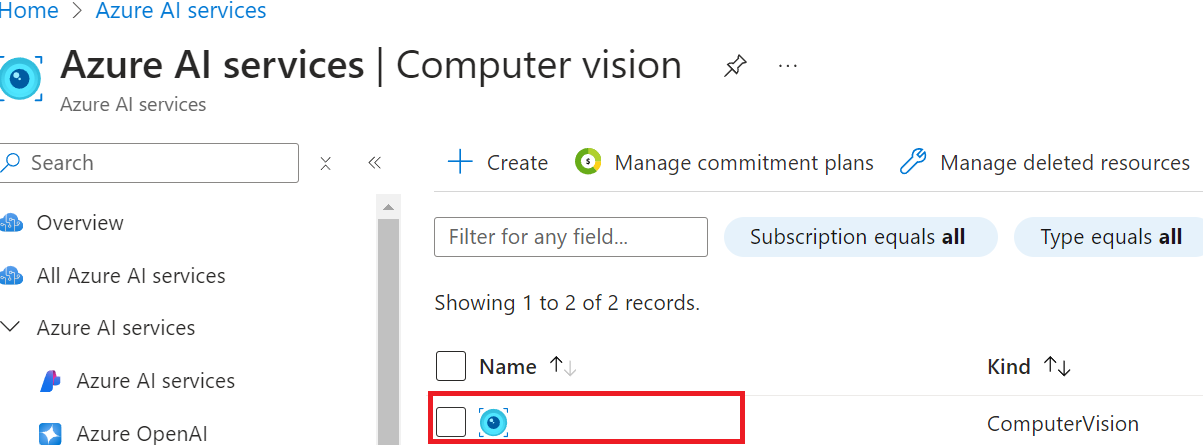 Home > Azure AI services
Azure AI services | Computer vision
Azure AI services
Search
Create Manage commitment plans Manage deleted resources
Overview
Filter for any field... Subscription equals all Type equals all
All Azure AI services
Showing 1 to 2 of 2 records.
Azure AI services
Name Kind
Azure AI services
ComputerVision
Azure OpenAI